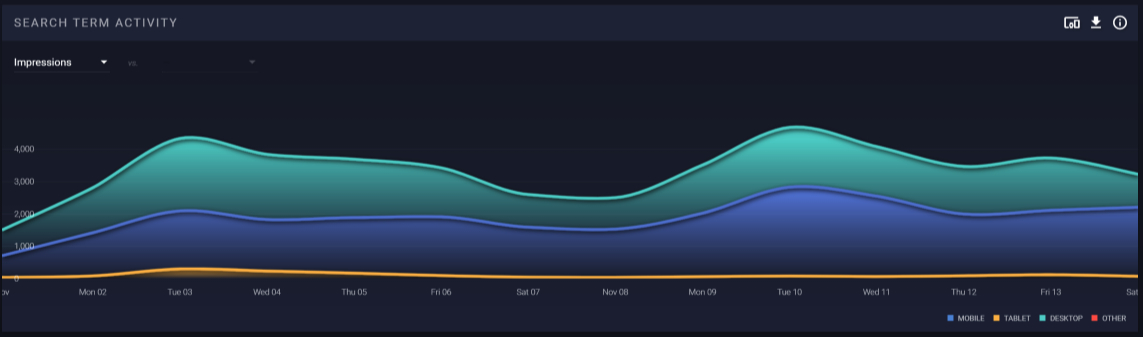 SEARCH TERM ACTIVITY
Impressions vs.
4,000
3,000
2,000
1,000
0
ov Mon 02 Tue 03 Wed 04 Thu 05 Fri 06 Sat 07 Nov 08 Mon 09 Tue 10 Wed 11 Thu 12 Fri 13 Sat
MOBILE TABLET DESKTOP OTHER